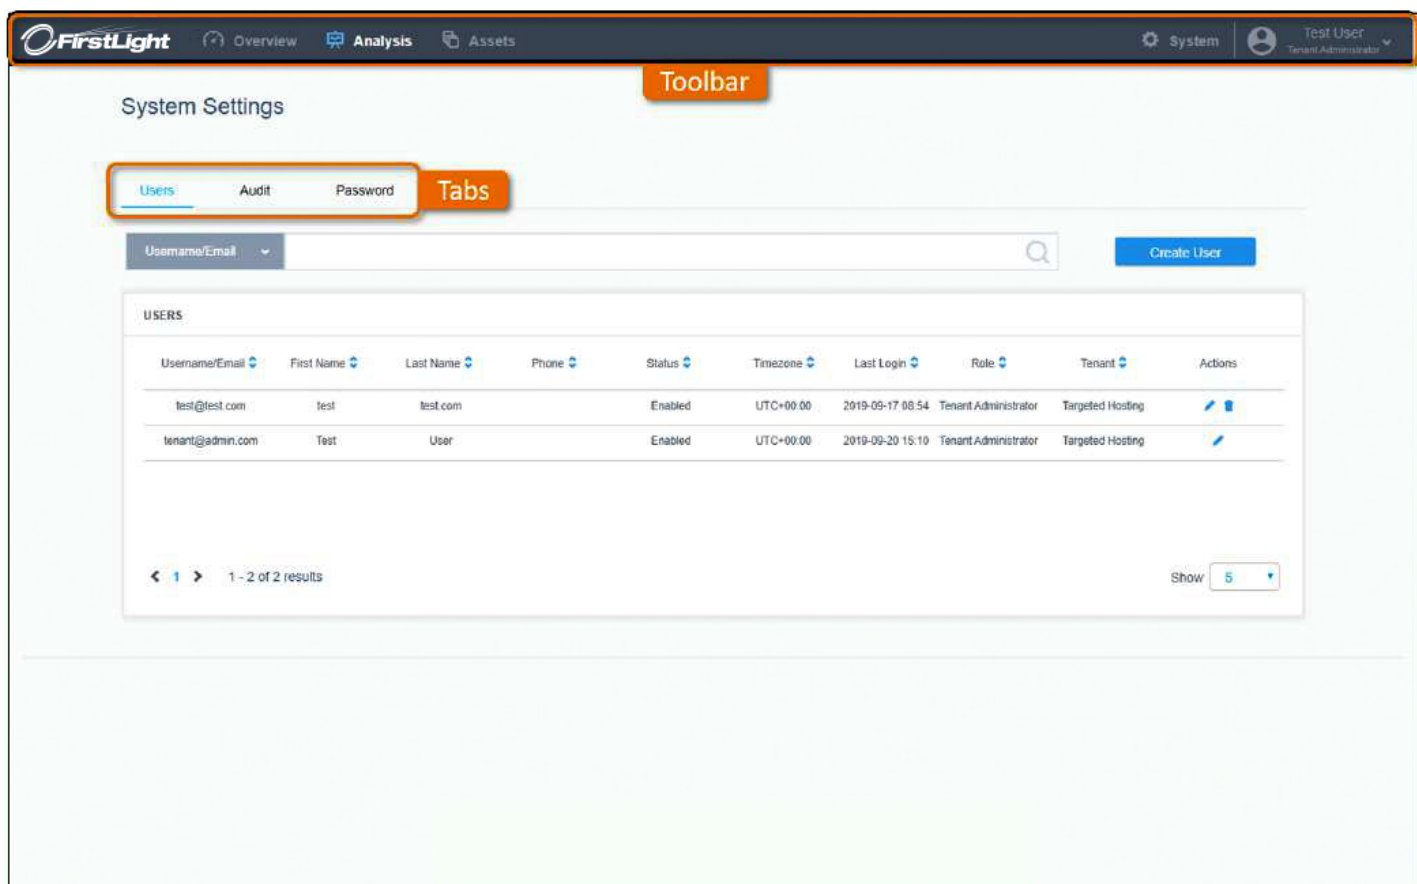 FirstLight Overview Analysis Assets System Test User
Tenant Administrator
Toolbar
System Settings
Users Audit Password Tabs
Username/Email Create User
USERS
Username/Email First Name Last Name Phone Status Timezone Last Login Role Tenant Actions
test@test.com test test.com Enabled UTC+00:00 2019-09-17 08:54 Tenant Administrator Targeted Hosting
tenant@admin.com Test User Enabled UTC+00:00 2019-09-20 15:10 Tenant Administrator Targeted Hosting
1 1 - 2 of 2 results Show 5